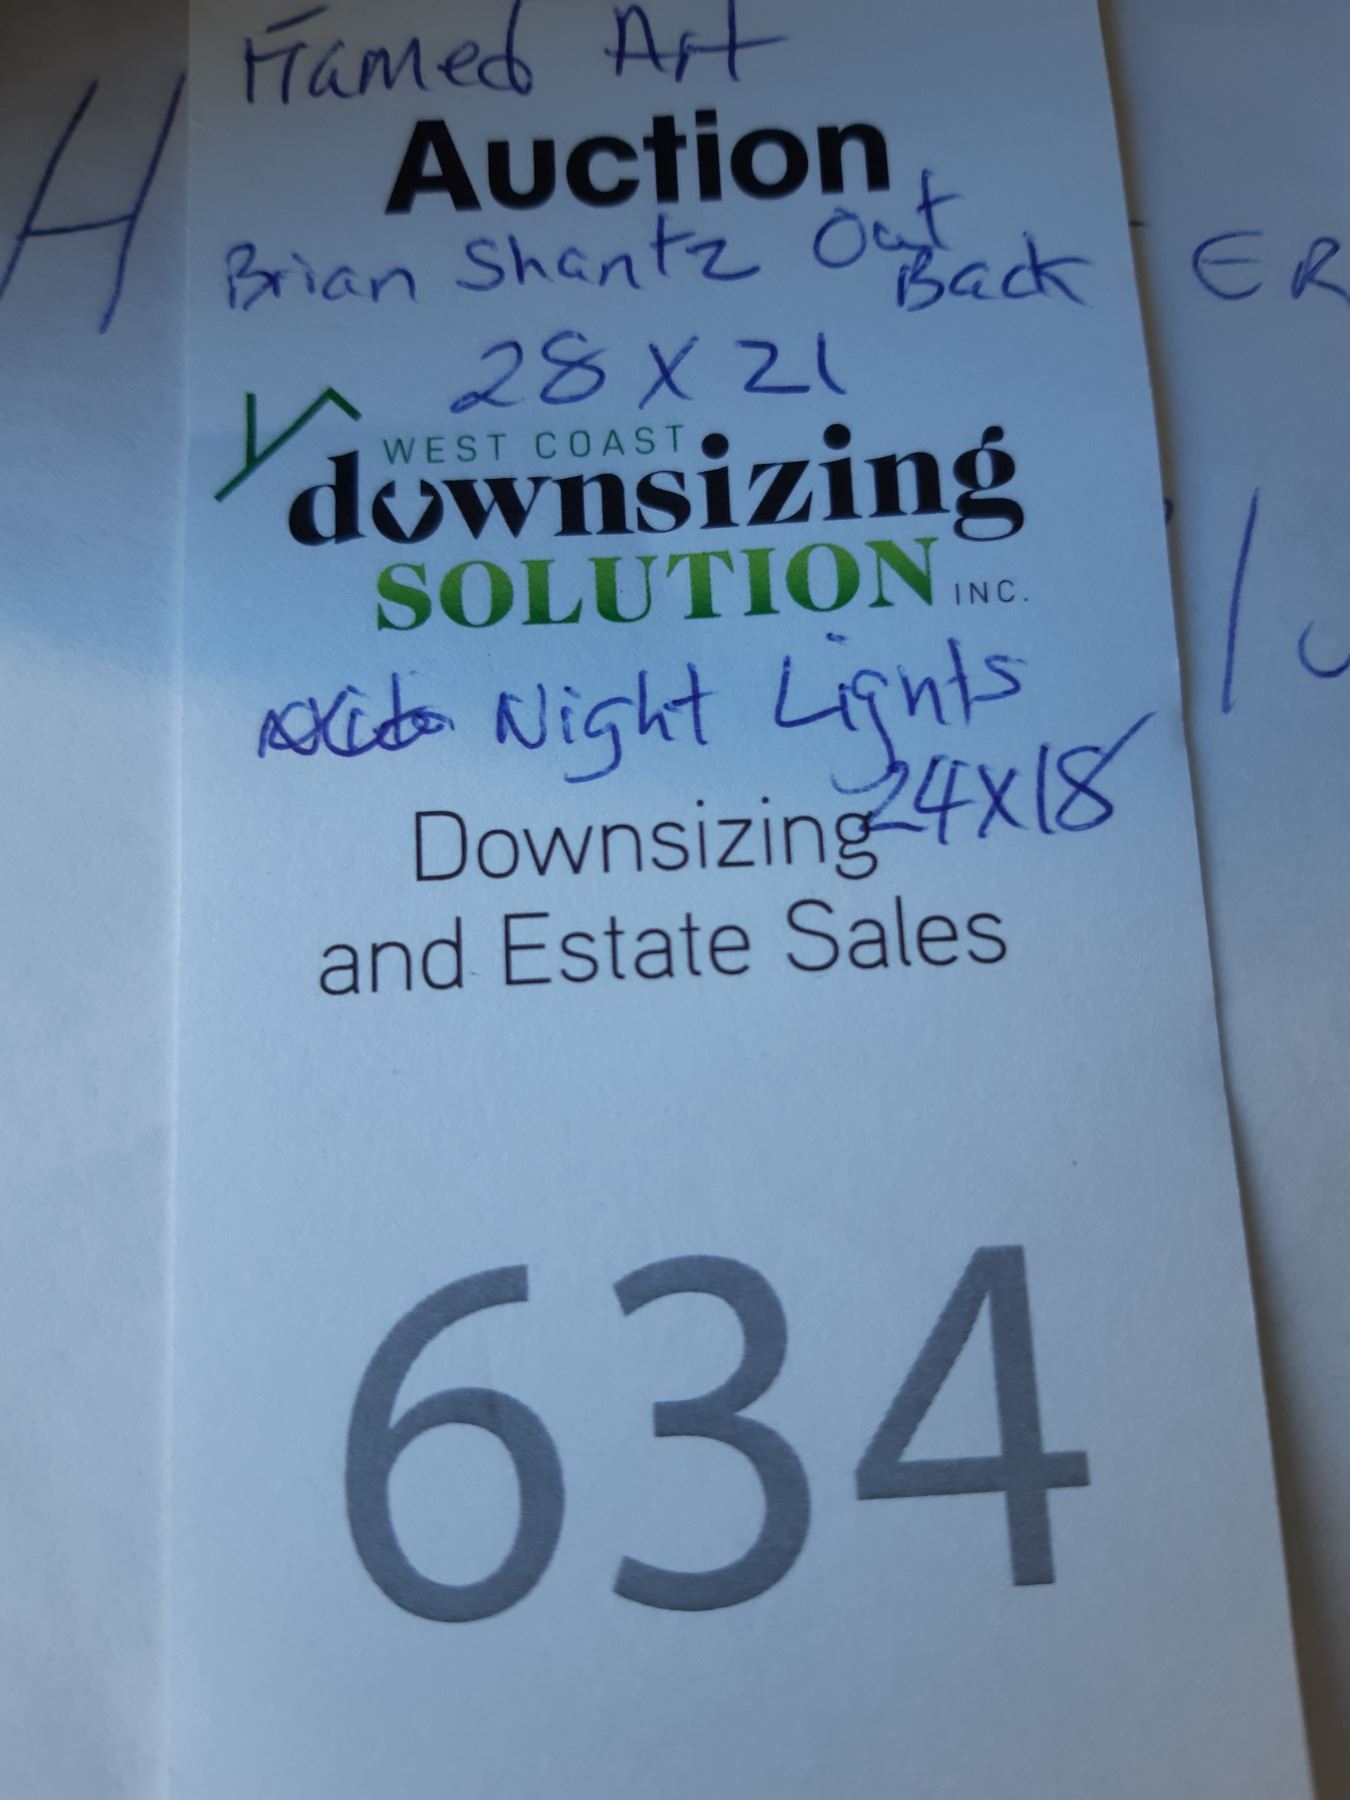 Framed Art
Auction
Brian Shantz Out Back
28 X 21
WEST COAST
downsizing
SOLUTION INC.
Night Lights
24X18
Downsizing
and Estate Sales
634
H
ER